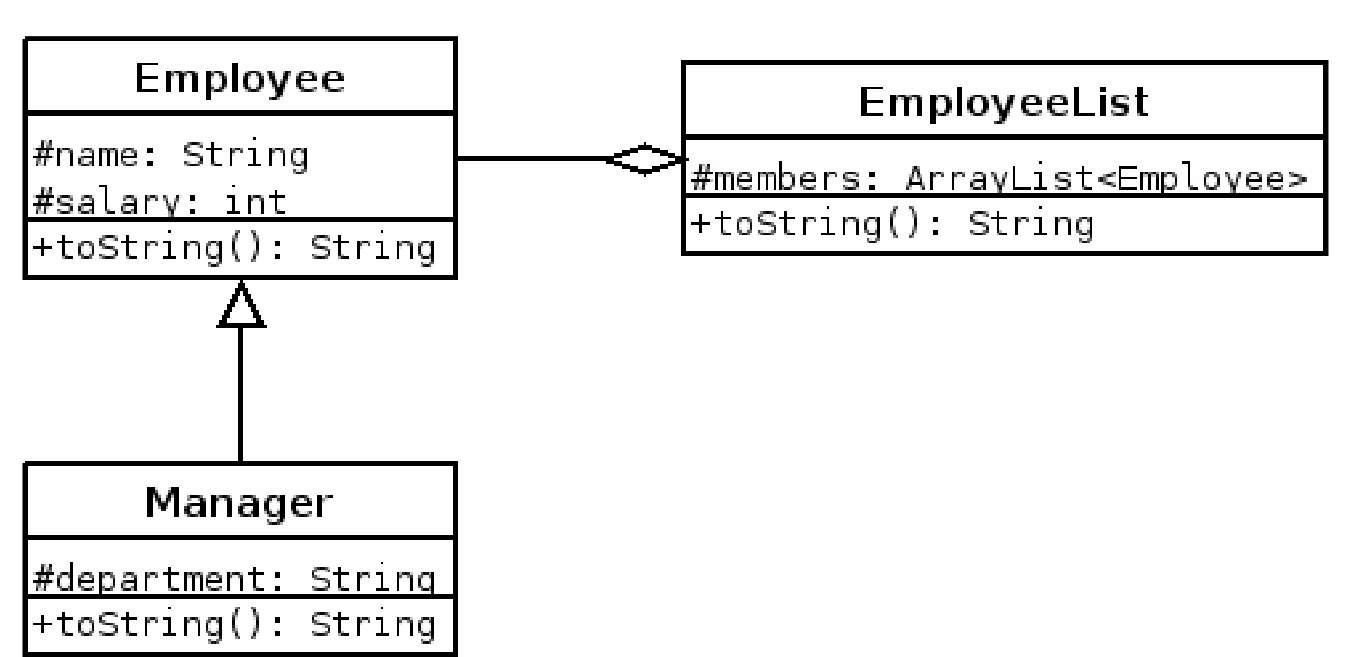 Employee
#name: String
#salary: int
+toString(): String
EmployeeList
#members: ArrayList<Employee>
+toString(): String
Manager
#department: String
+toString(): String